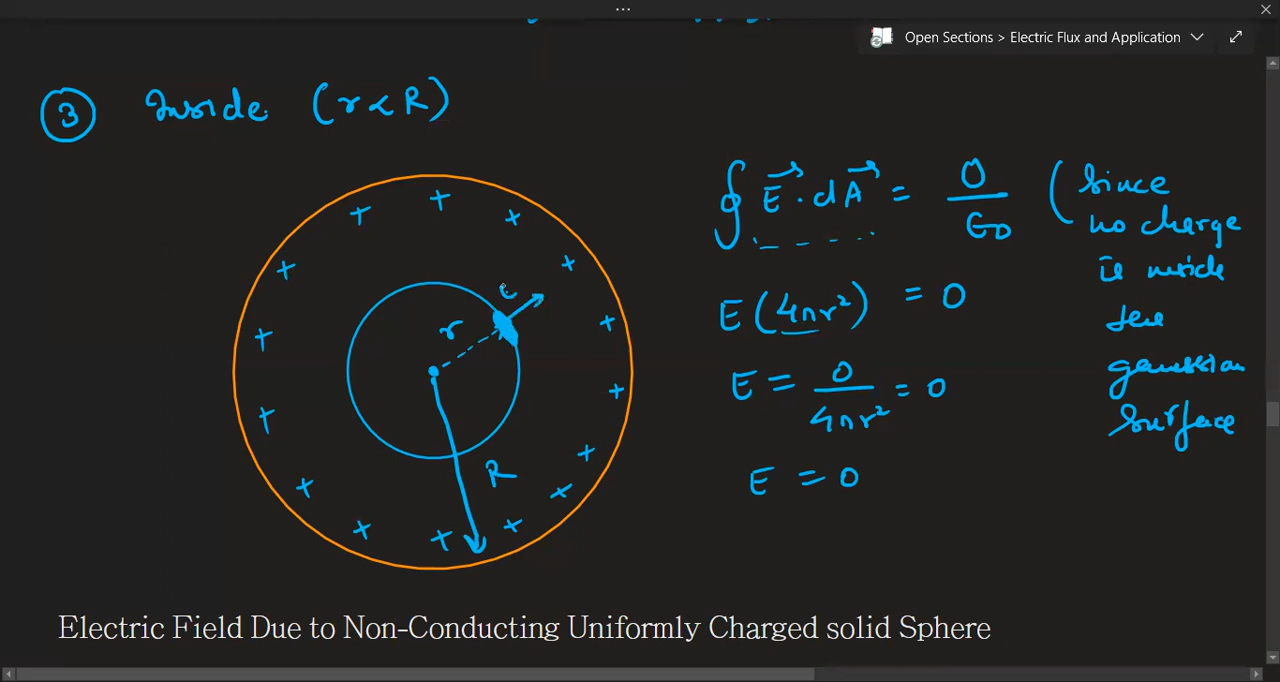 Open Sections > Electric Flux and Application
3 Inside (r < R)
∮ E⃗ . dA⃗ = 0/ε0 (since
no charge
is inside
the
gaussian
surface
E (4πr²) = 0
E = 0/4πr² = 0
E = 0
+ + + + + + + + + + + + + + + +
E
r
R
Electric Field Due to Non-Conducting Uniformly Charged solid Sphere